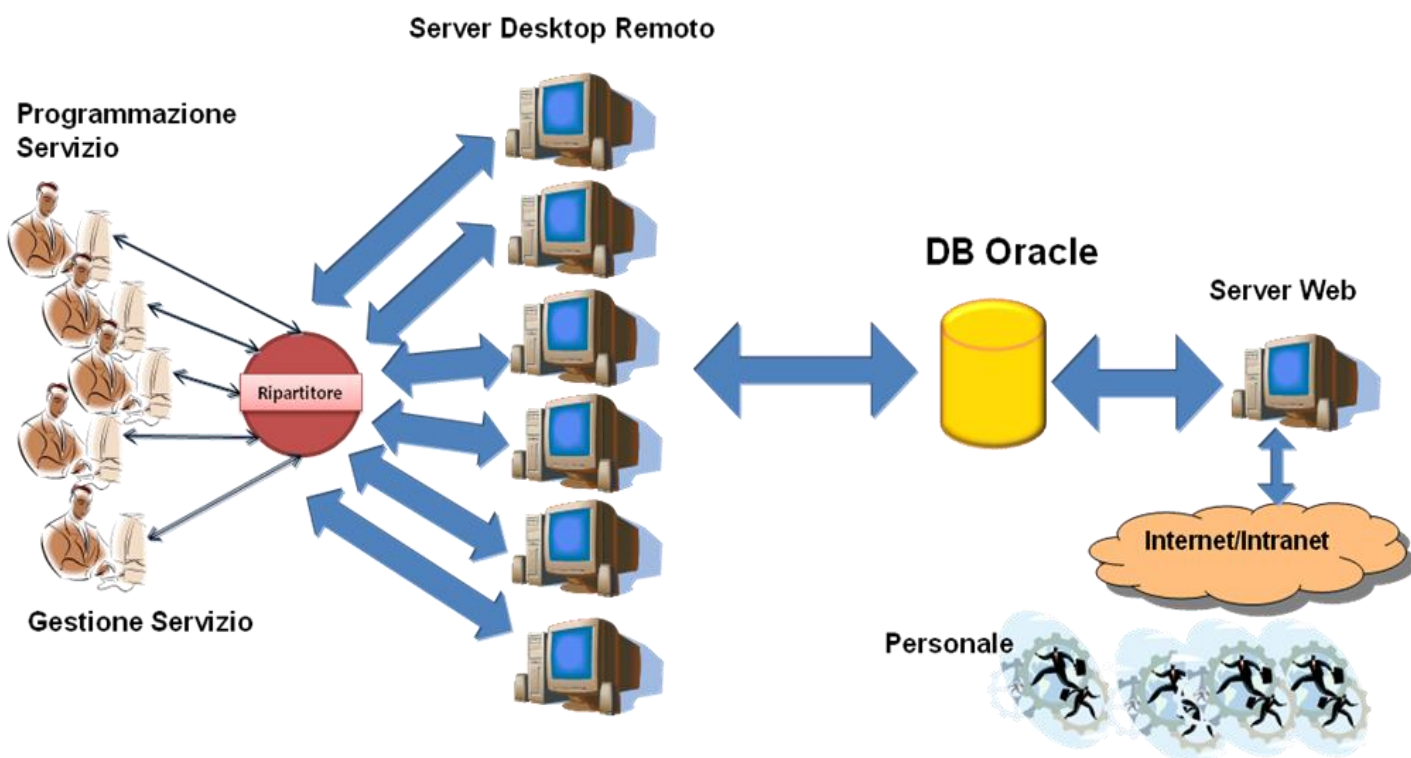 Server Desktop Remoto
Programmazione
Servizio
DB Oracle
Server Web
Ripartitore
Internet/Intranet
Gestione Servizio
Personale